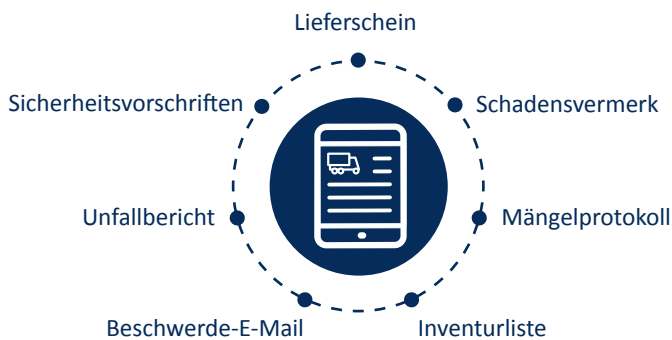 Lieferschein
Sicherheitsvorschriften
Schadensvermerk
Unfallbericht
Mängelprotokoll
Beschwerde-E-Mail
Inventurliste